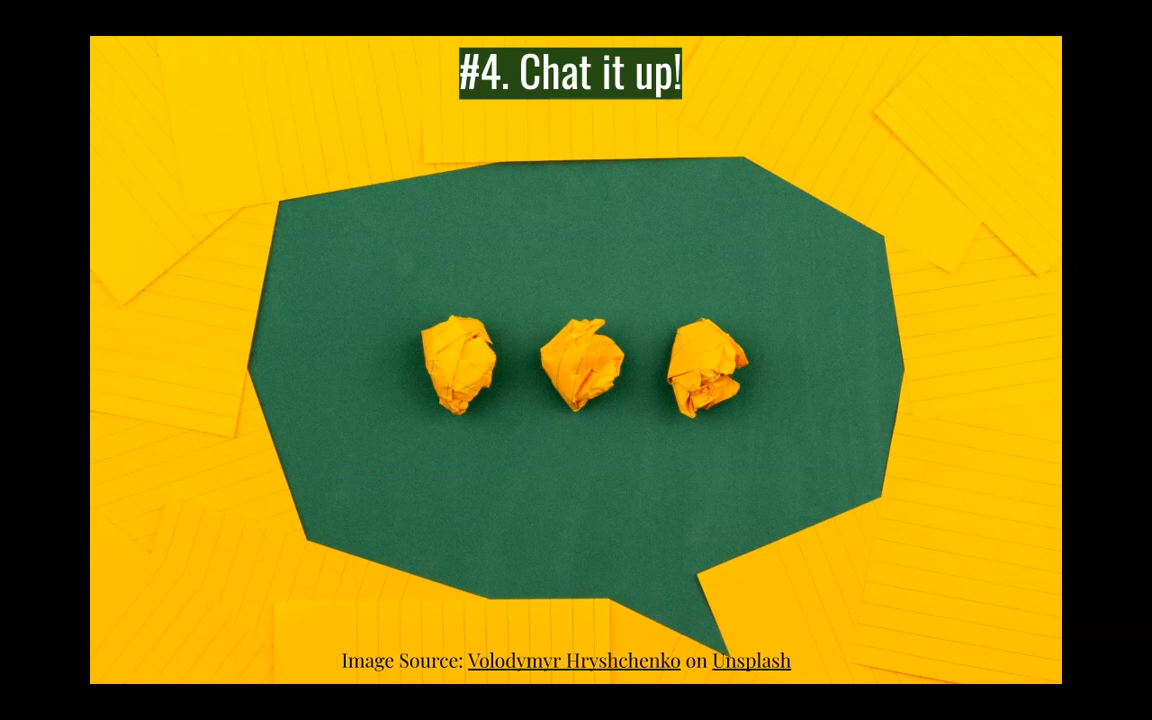 #4. Chat it up!
Image Source: Volodymyr Hryshchenko on Unsplash